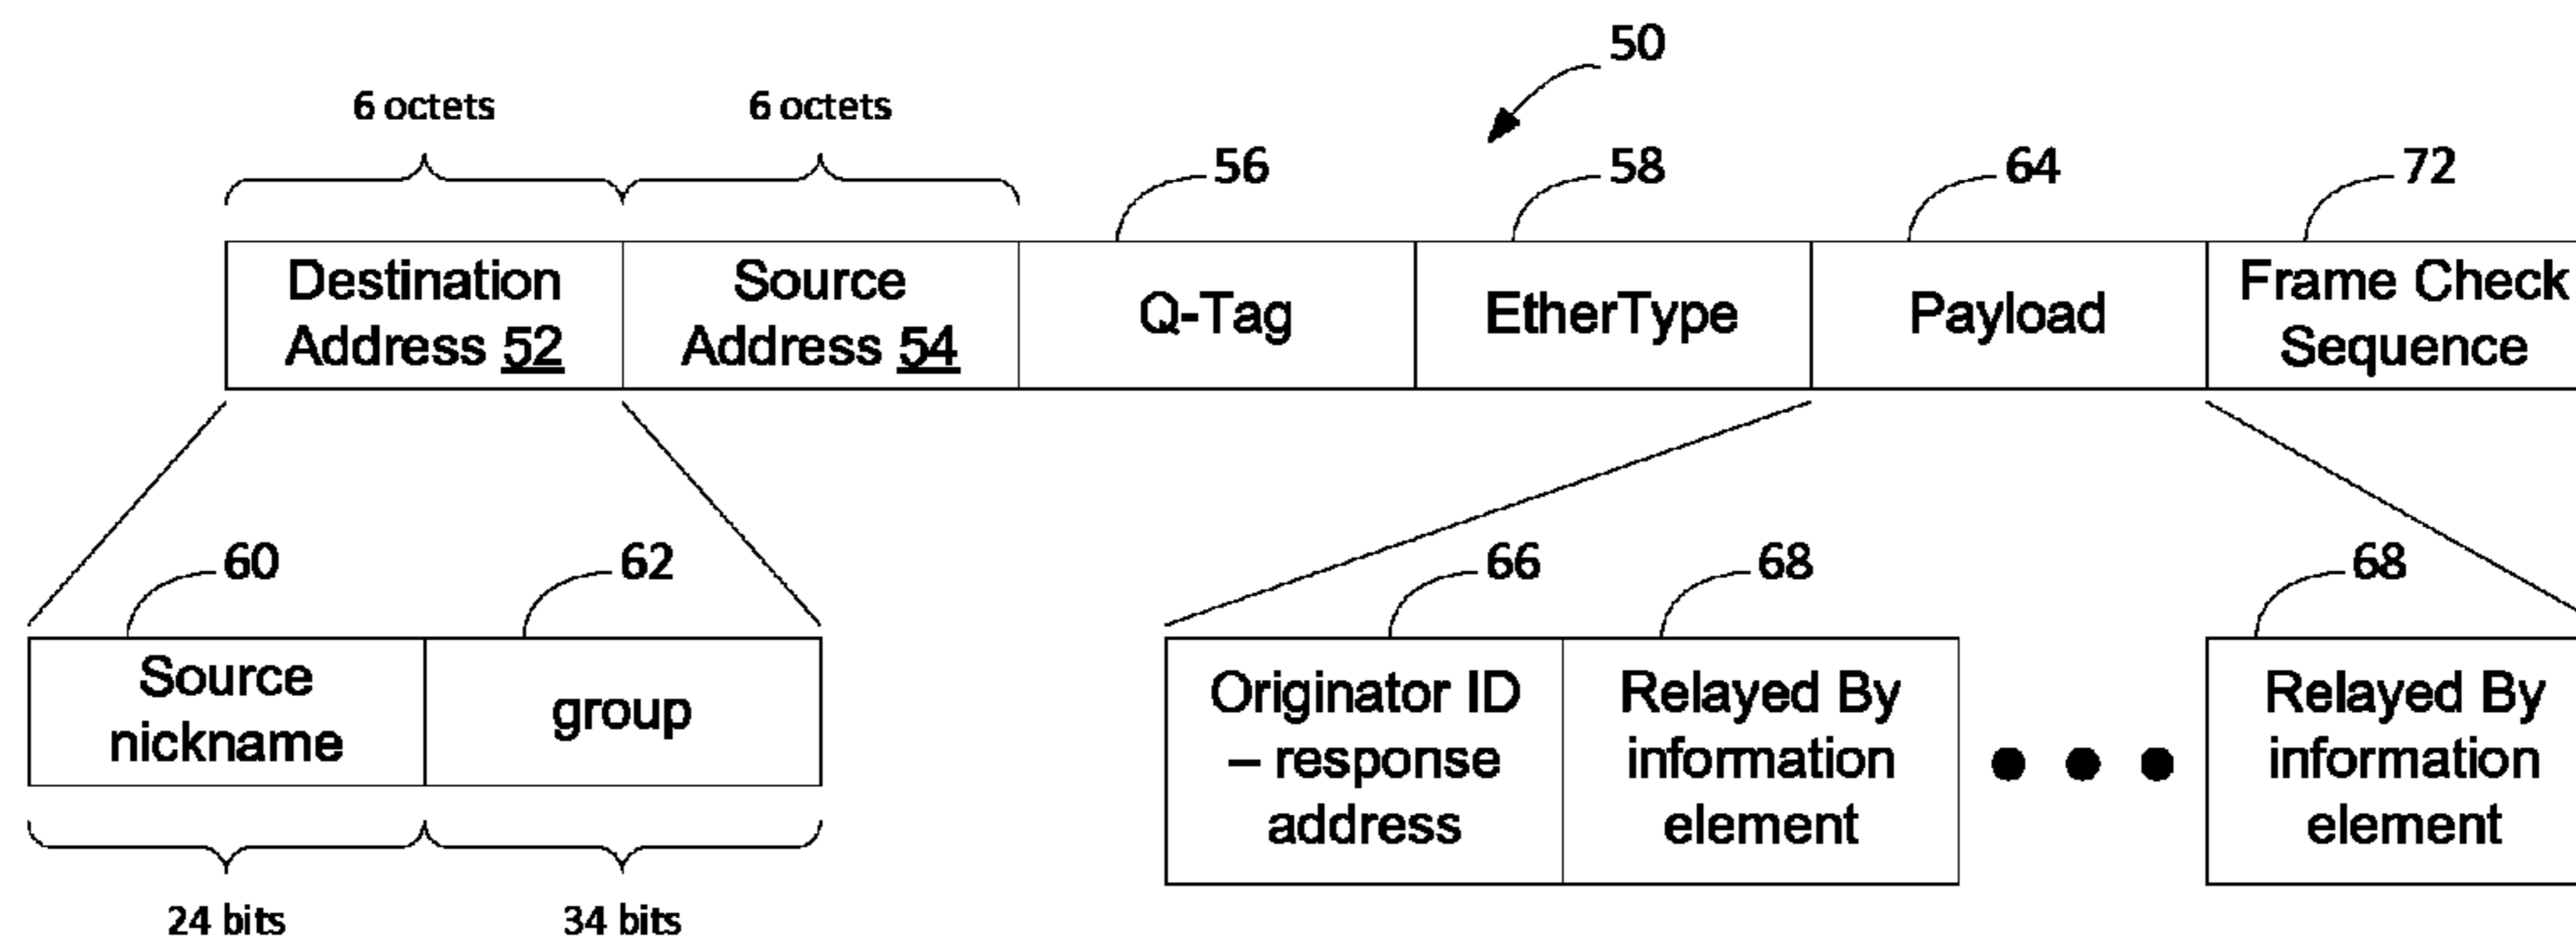 50
6 octets 6 octets
56 58 64 72
Destination Address 52
Source Address 54
Q-Tag
EtherType
Payload
Frame Check Sequence
60 62 66 68 68
Source nickname
group
Originator ID – response address
Relayed By information element
Relayed By information element
24 bits 34 bits